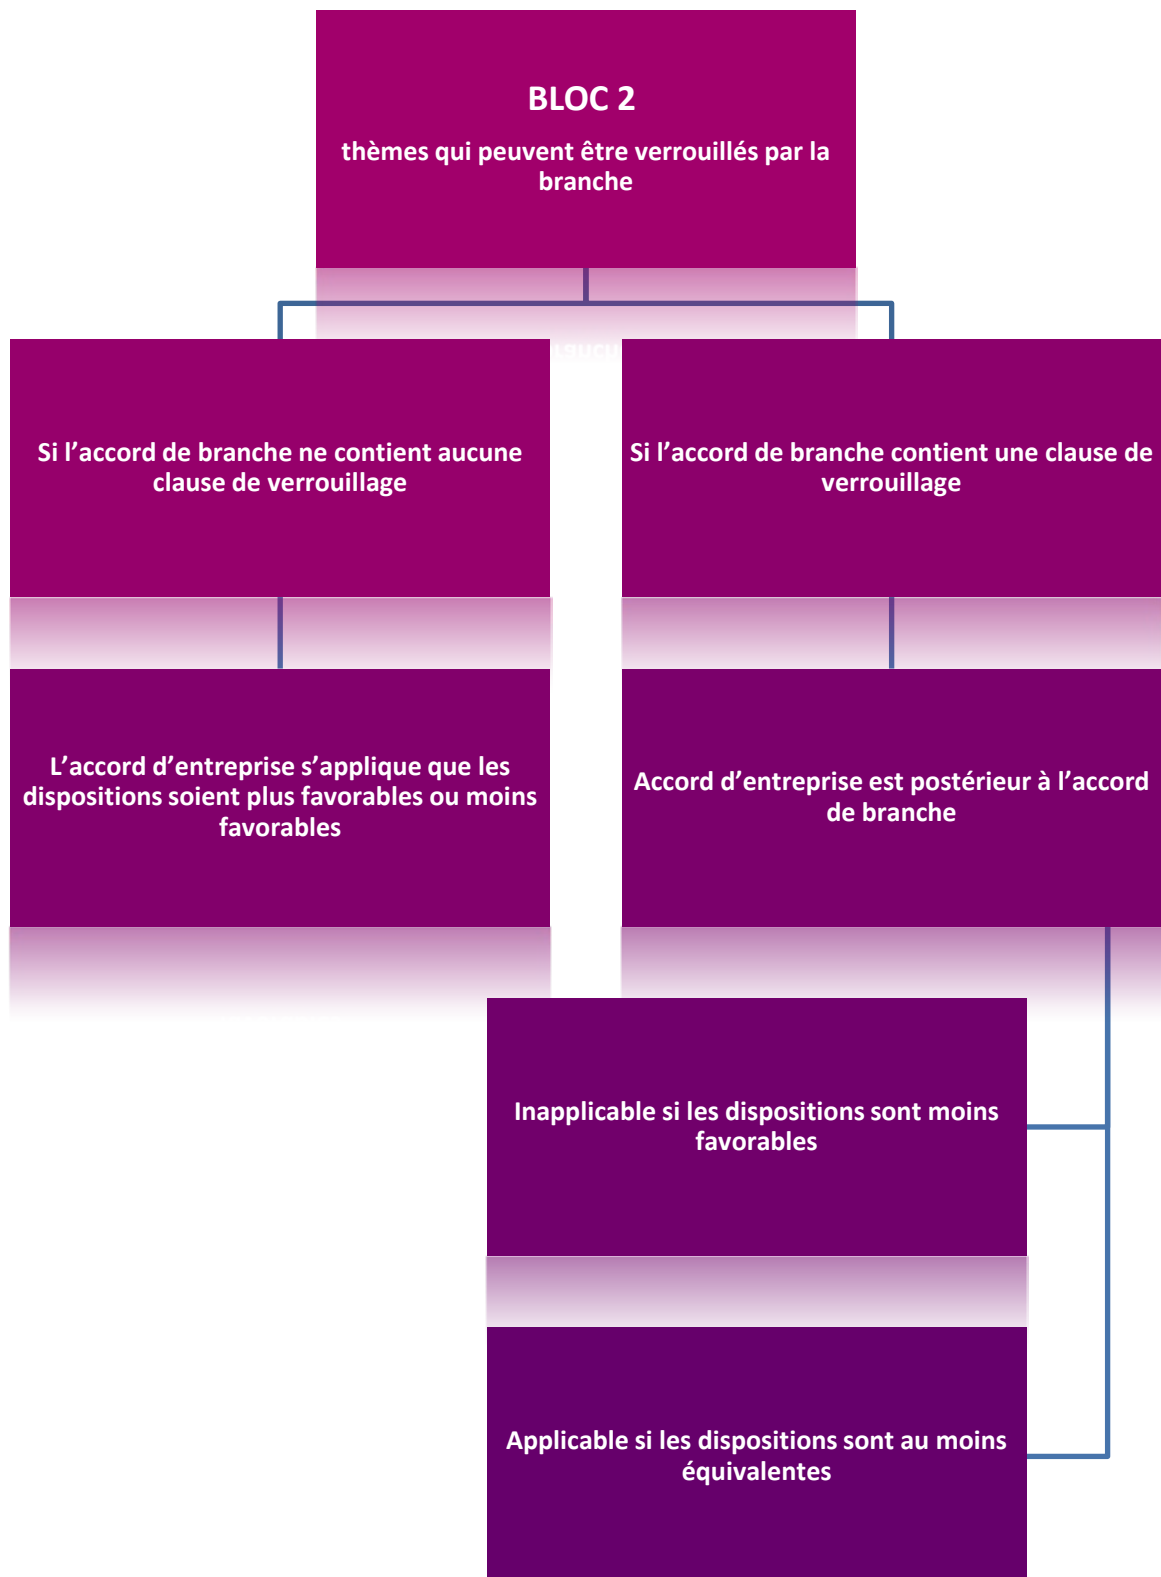 BLOC 2
thèmes qui peuvent être verrouillés par la
branche
Si l’accord de branche ne contient aucune
clause de verrouillage
Si l’accord de branche contient une clause de
verrouillage
L’accord d’entreprise s’applique que les
dispositions soient plus favorables ou moins
favorables
Accord d’entreprise est postérieur à l’accord
de branche
Inapplicable si les dispositions sont moins
favorables
Applicable si les dispositions sont au moins
équivalentes